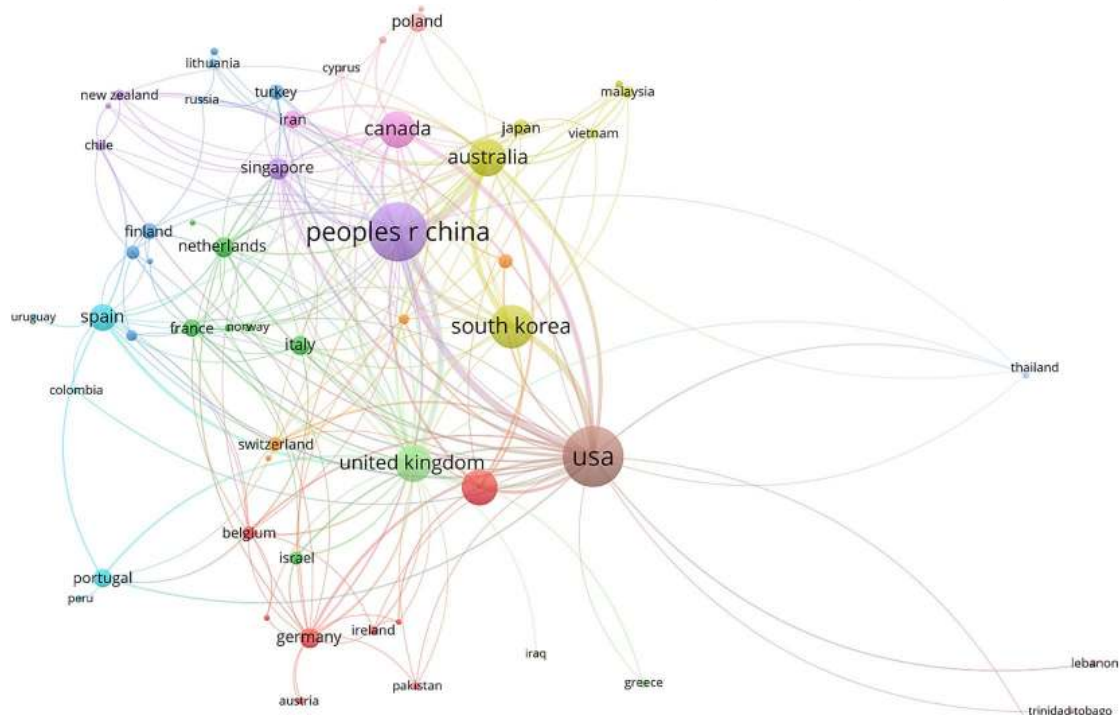 poland
lithuania
cyprus
new zealand
russia
turkey
malaysia
iran
canada
japan
vietnam
chile
singapore
australia
finland
netherlands
peoples r china
uruguay
spain
france
norway
italy
south korea
colombia
thailand
switzerland
united kingdom
usa
belgium
israel
portugal
peru
germany
ireland
iraq
lebanon
pakistan
greece
austria
trinidad tobago